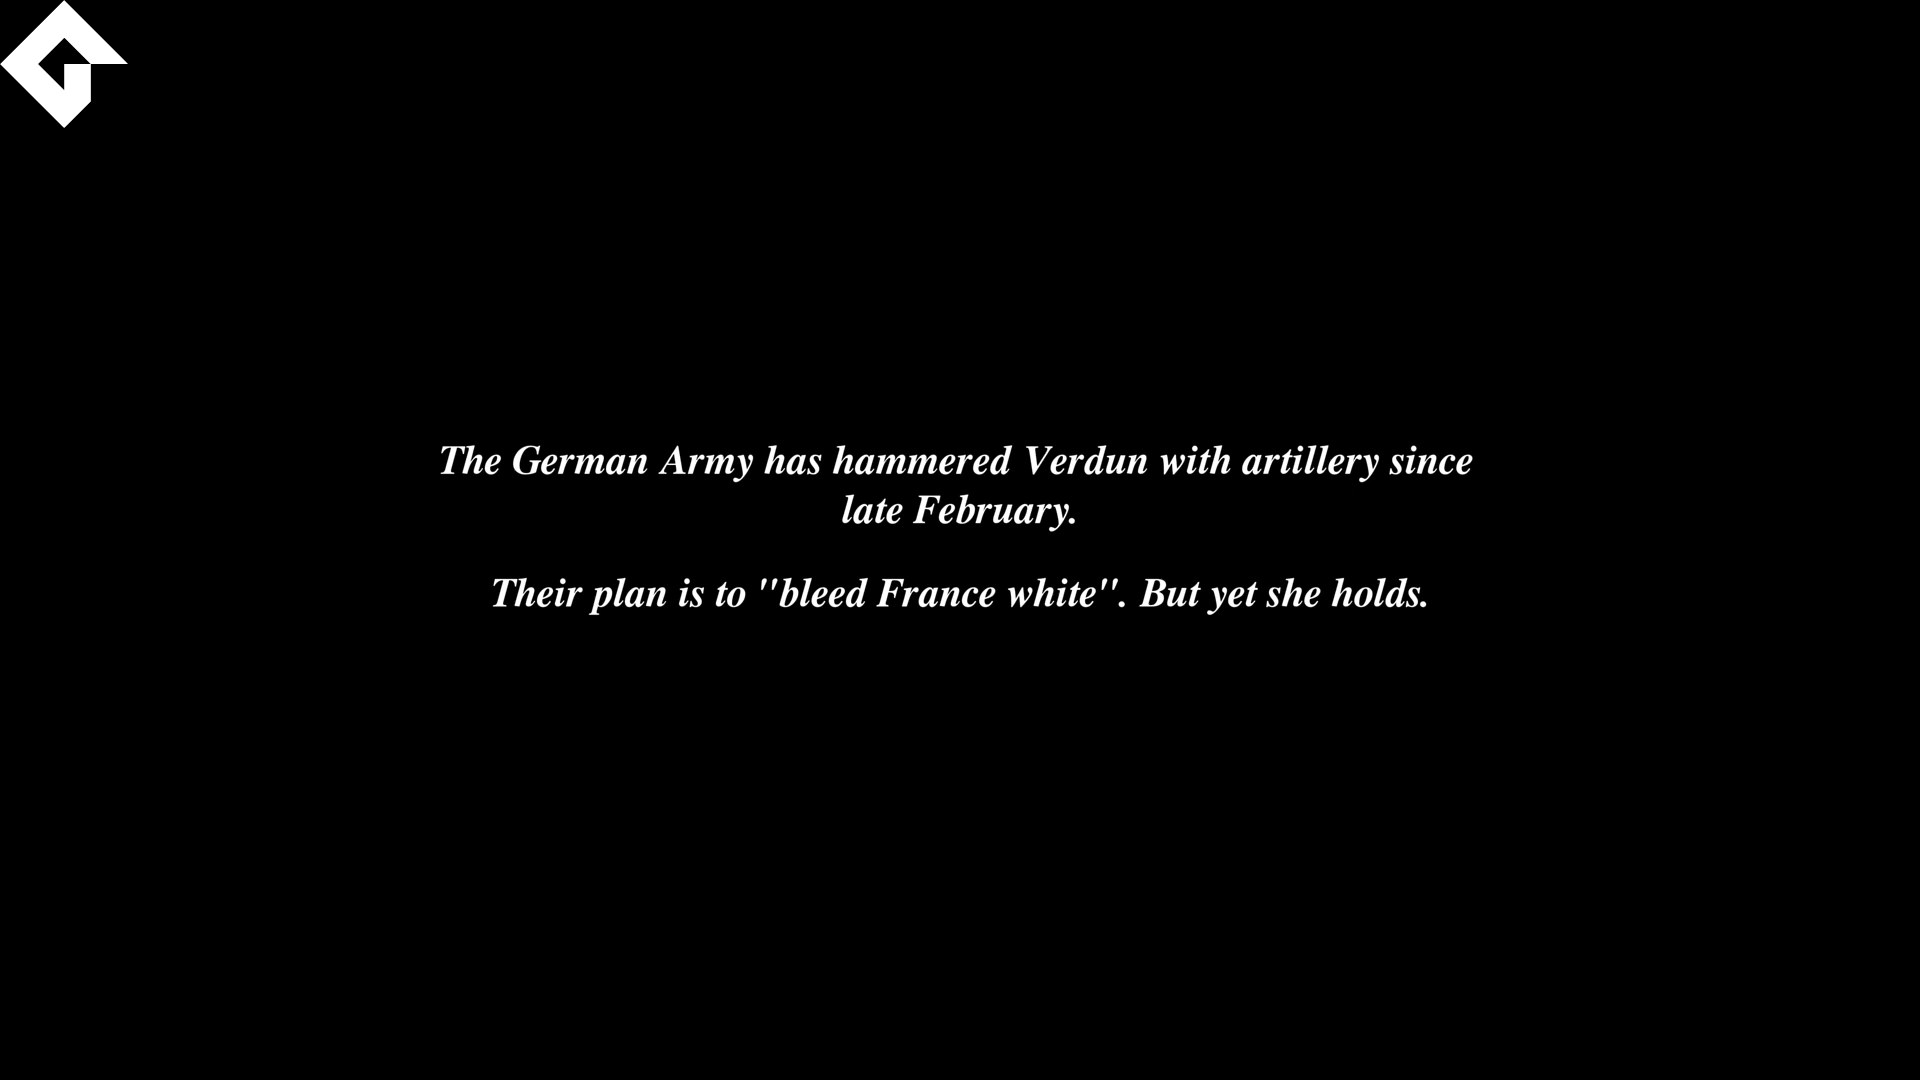 The German Army has hammered Verdun with artillery since
late February.
Their plan is to "bleed France white". But yet she holds.